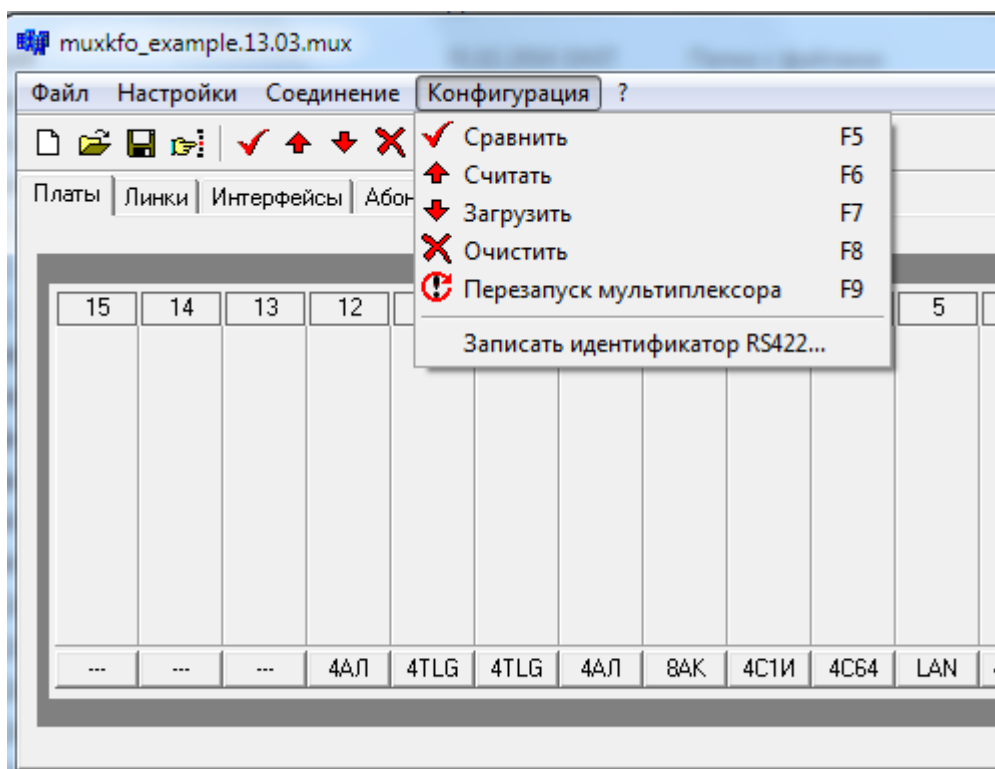 muxkfo_example.13.03.mux
Файл Настройки Соединение Конфигурация ?
Сравнить F5
Считать F6
Загрузить F7
Очистить F8
Перезапуск мультиплексора F9
Записать идентификатор RS422...
Платы Линки Интерфейсы
15 14 13 12 5
--- --- --- 4АЛ 4TLG 4TLG 4АЛ 8АК 4С1И 4С64 LAN